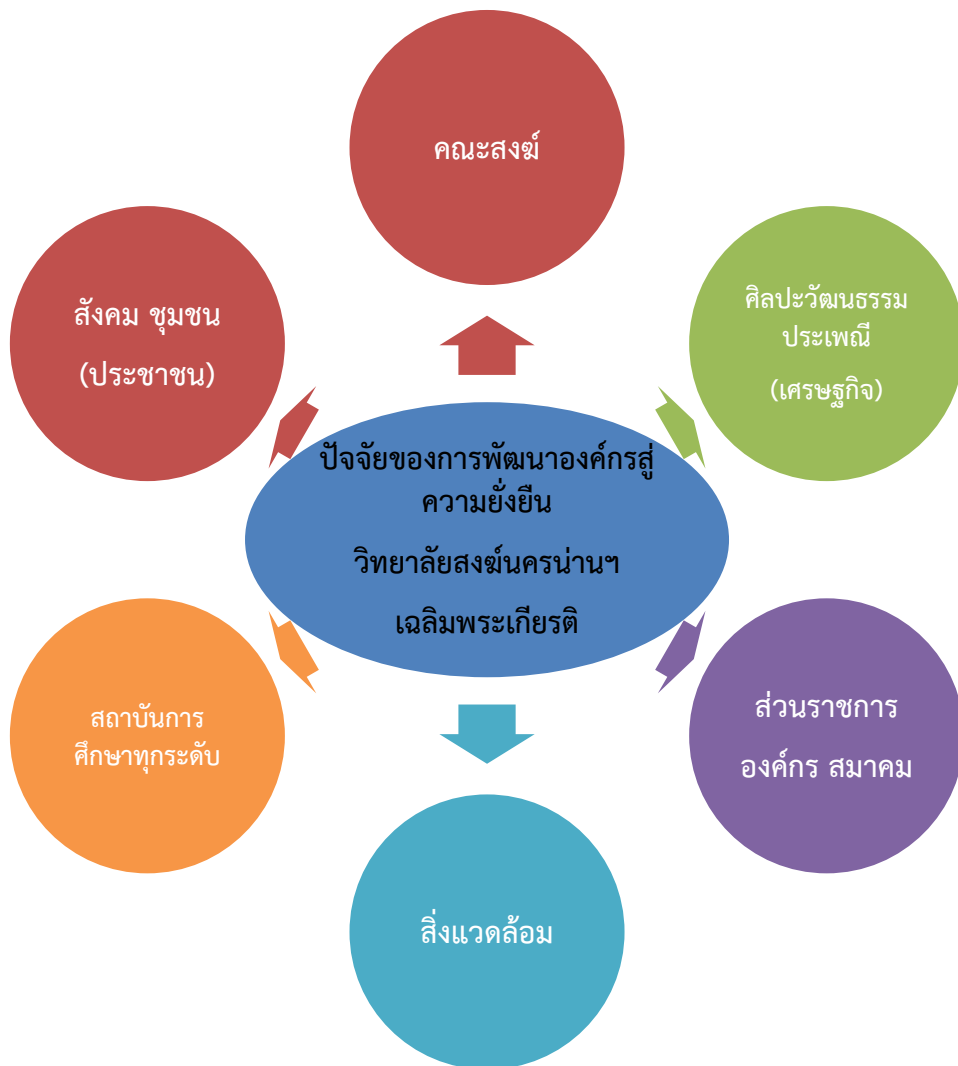 คณะสงฆ์
สังคม ชุมชน
(ประชาชน)
ศิลปะวัฒนธรรม
ประเพณี
(เศรษฐกิจ)
ปัจจัยของการพัฒนาองค์กรสู่
ความยั่งยืน
วิทยาลัยสงฆ์นครน่านฯ
เฉลิมพระเกียรติ
สถาบันการ
ศึกษาทุกระดับ
ส่วนราชการ
องค์กร สมาคม
สิ่งแวดล้อม